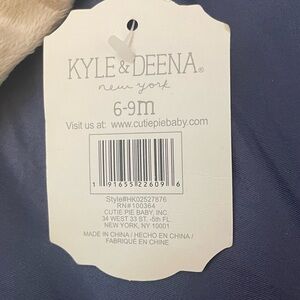 KYLE & DEENA®
new york
6-9m
Visit us at: www.cutiepiebaby.com
1 91655 22609 6
Style#HK02527876
RN#100364
CUTIE PIE BABY, INC.
34 WEST 33 ST. -5th FL.
NEW YORK, NY 10001
MADE IN CHINA / HECHO EN CHINA /
FABRIQUÉ EN CHINE